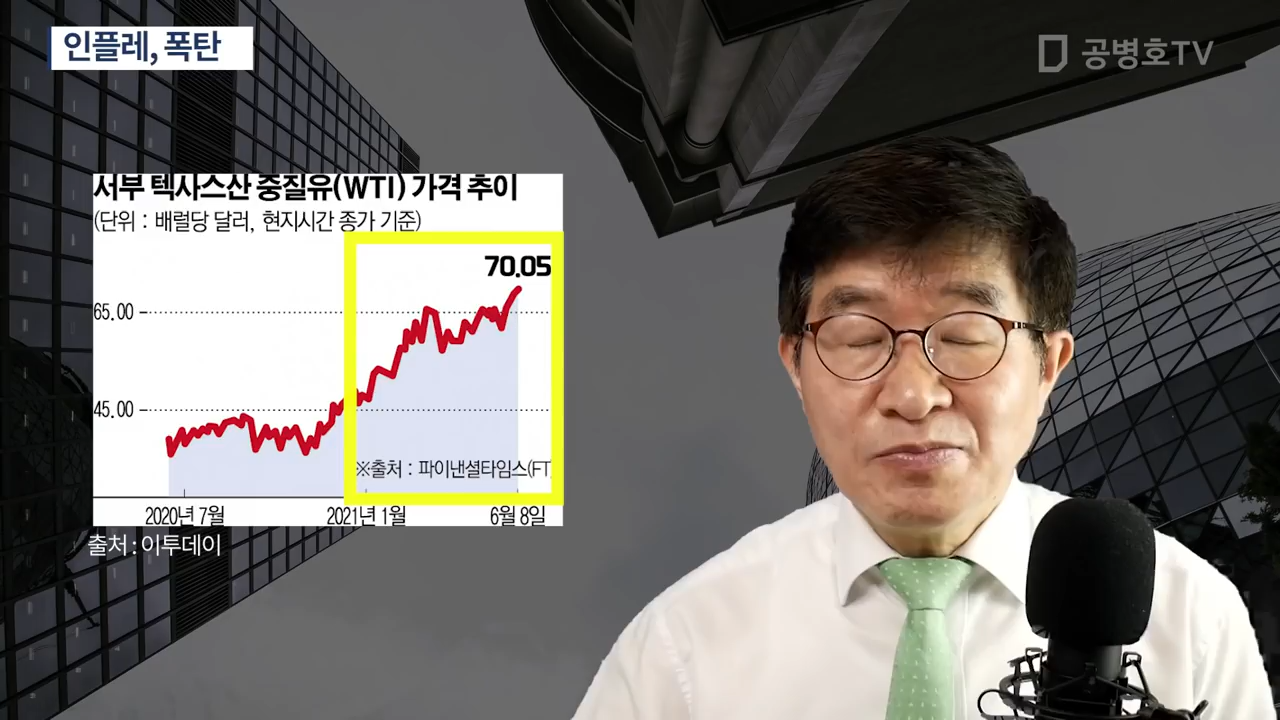 인플레, 폭탄
공병호TV
서부 텍사스산 중질유(WTI) 가격 추이
(단위 : 배럴당 달러, 현지시간 종가 기준)
70.05
65.00
45.00
※출처 : 파이낸셜타임스(FT
2020년 7월
2021년 1월
6월 8일
출처 : 이투데이